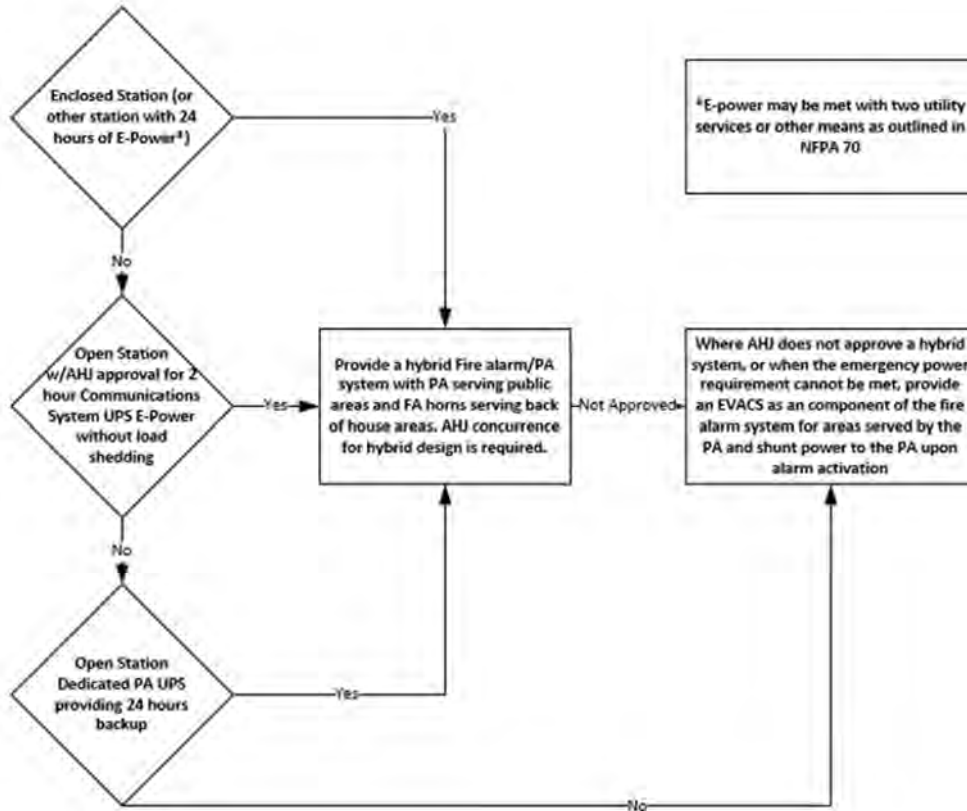 Enclosed Station (or
other station with 24
hours of E-Power*)
Yes
*E-power may be met with two utility
services or other means as outlined in
NFPA 70
No
Open Station
w/AHJ approval for 2
hour Communications
System UPS E-Power
without load
shedding
Yes
Provide a hybrid Fire alarm/PA
system with PA serving public
areas and FA horns serving back
of house areas. AHJ concurrence
for hybrid design is required.
Not Approved
Where AHJ does not approve a hybrid
system, or when the emergency power
requirement cannot be met, provide
an EVACS as an component of the fire
alarm system for areas served by the
PA and shunt power to the PA upon
alarm activation
No
Open Station
Dedicated PA UPS
providing 24 hours
backup
Yes
No